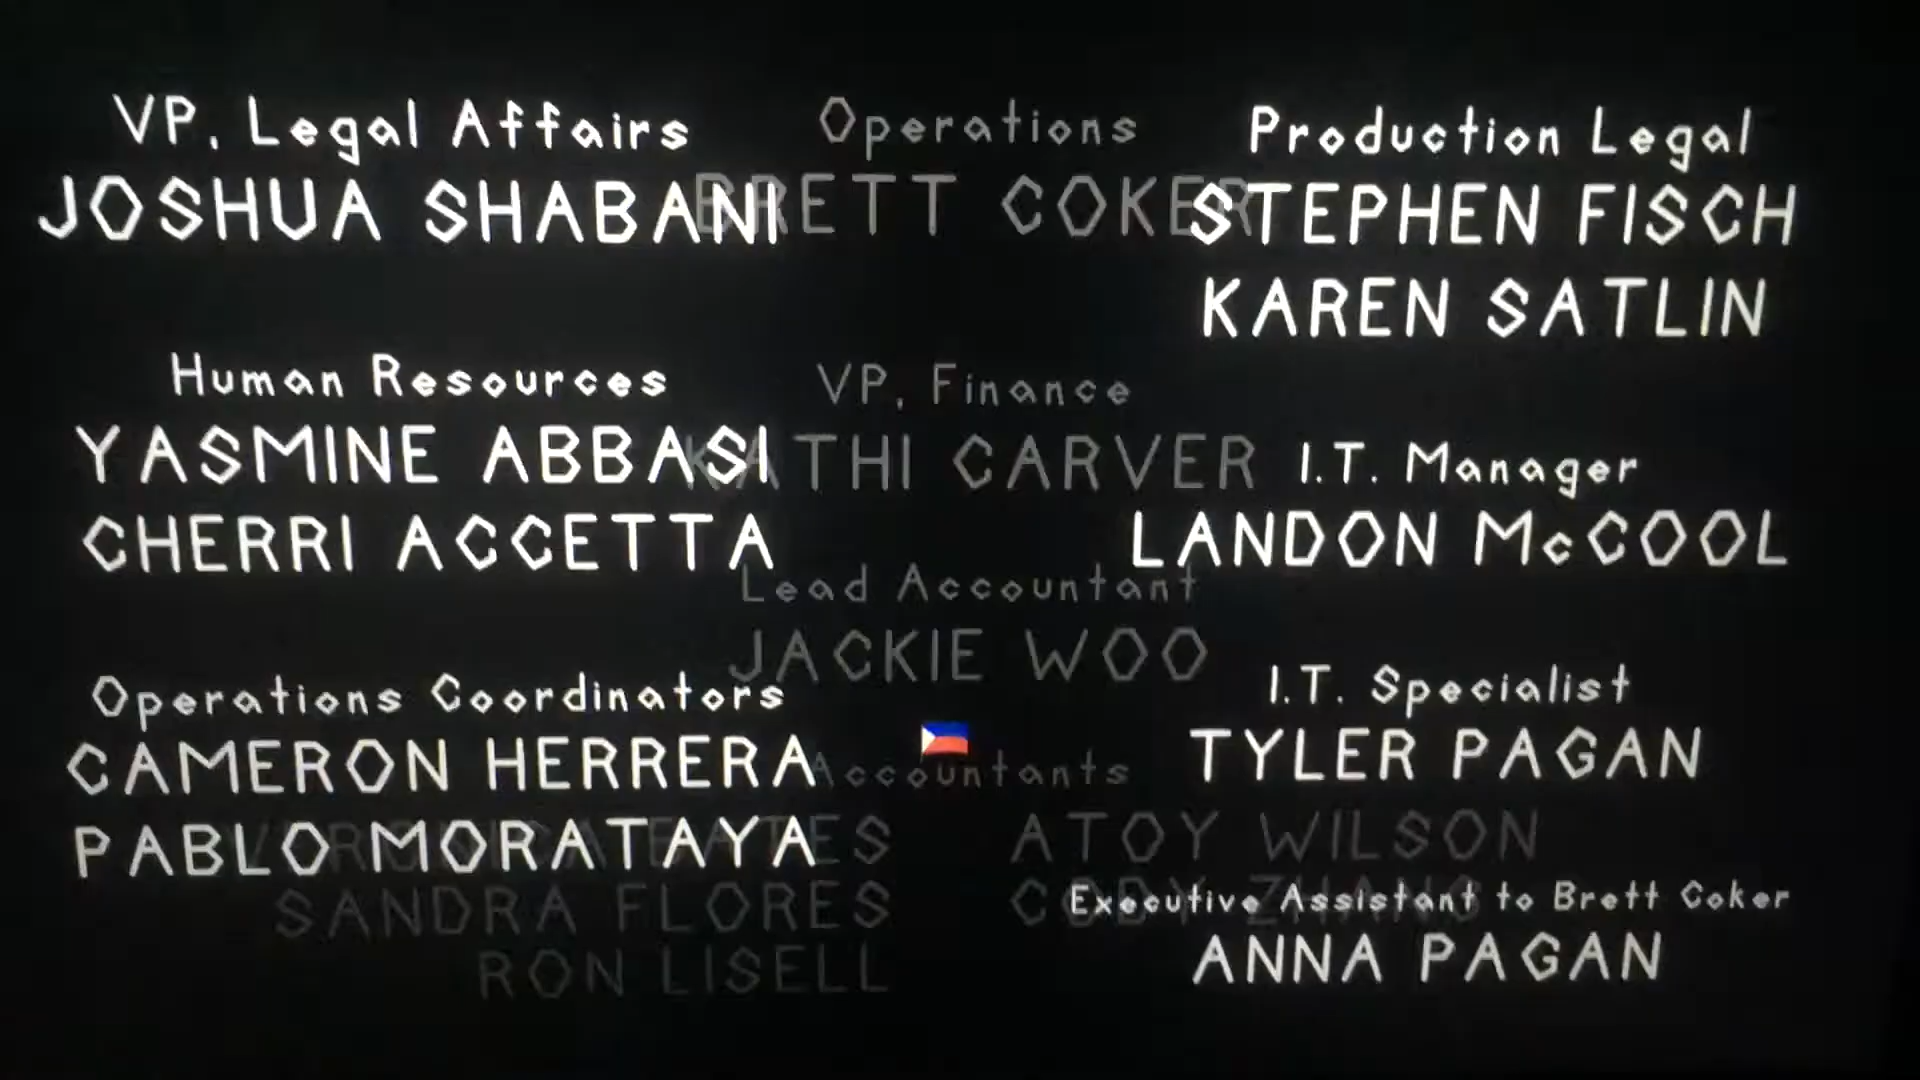 VP, Legal Affairs
JOSHUA SHABANI
Human Resources
YASMINE ABBASI
CHERRI ACCETTA
Operations Coordinators
CAMERON HERRERA
PABLO MORATAYA
Operations
BRETT COKER
VP, Finance
KATHI CARVER
Lead Accountant
JACKIE WOO
Accountants
ATOY WILSON
SANDRA FLORES
CODY ZHANG
RON LISELL
Production Legal
STEPHEN FISCH
KAREN SATLIN
I.T. Manager
LANDON McCOOL
I.T. Specialist
TYLER PAGAN
Executive Assistant to Brett Coker
ANNA PAGAN